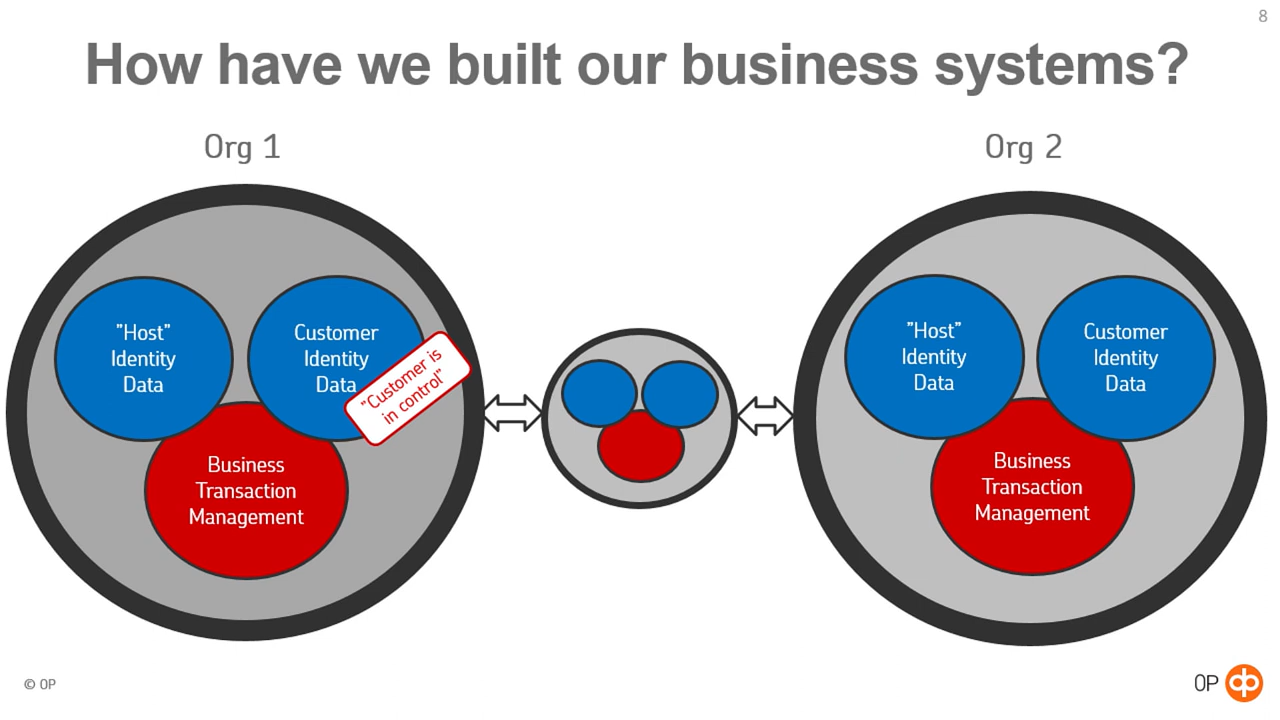 8
How have we built our business systems?
Org 1
Org 2
"Host"
Identity
Data
Customer
Identity
Data
"Customer is
in control"
Business
Transaction
Management
"Host"
Identity
Data
Customer
Identity
Data
Business
Transaction
Management
© OP
OP